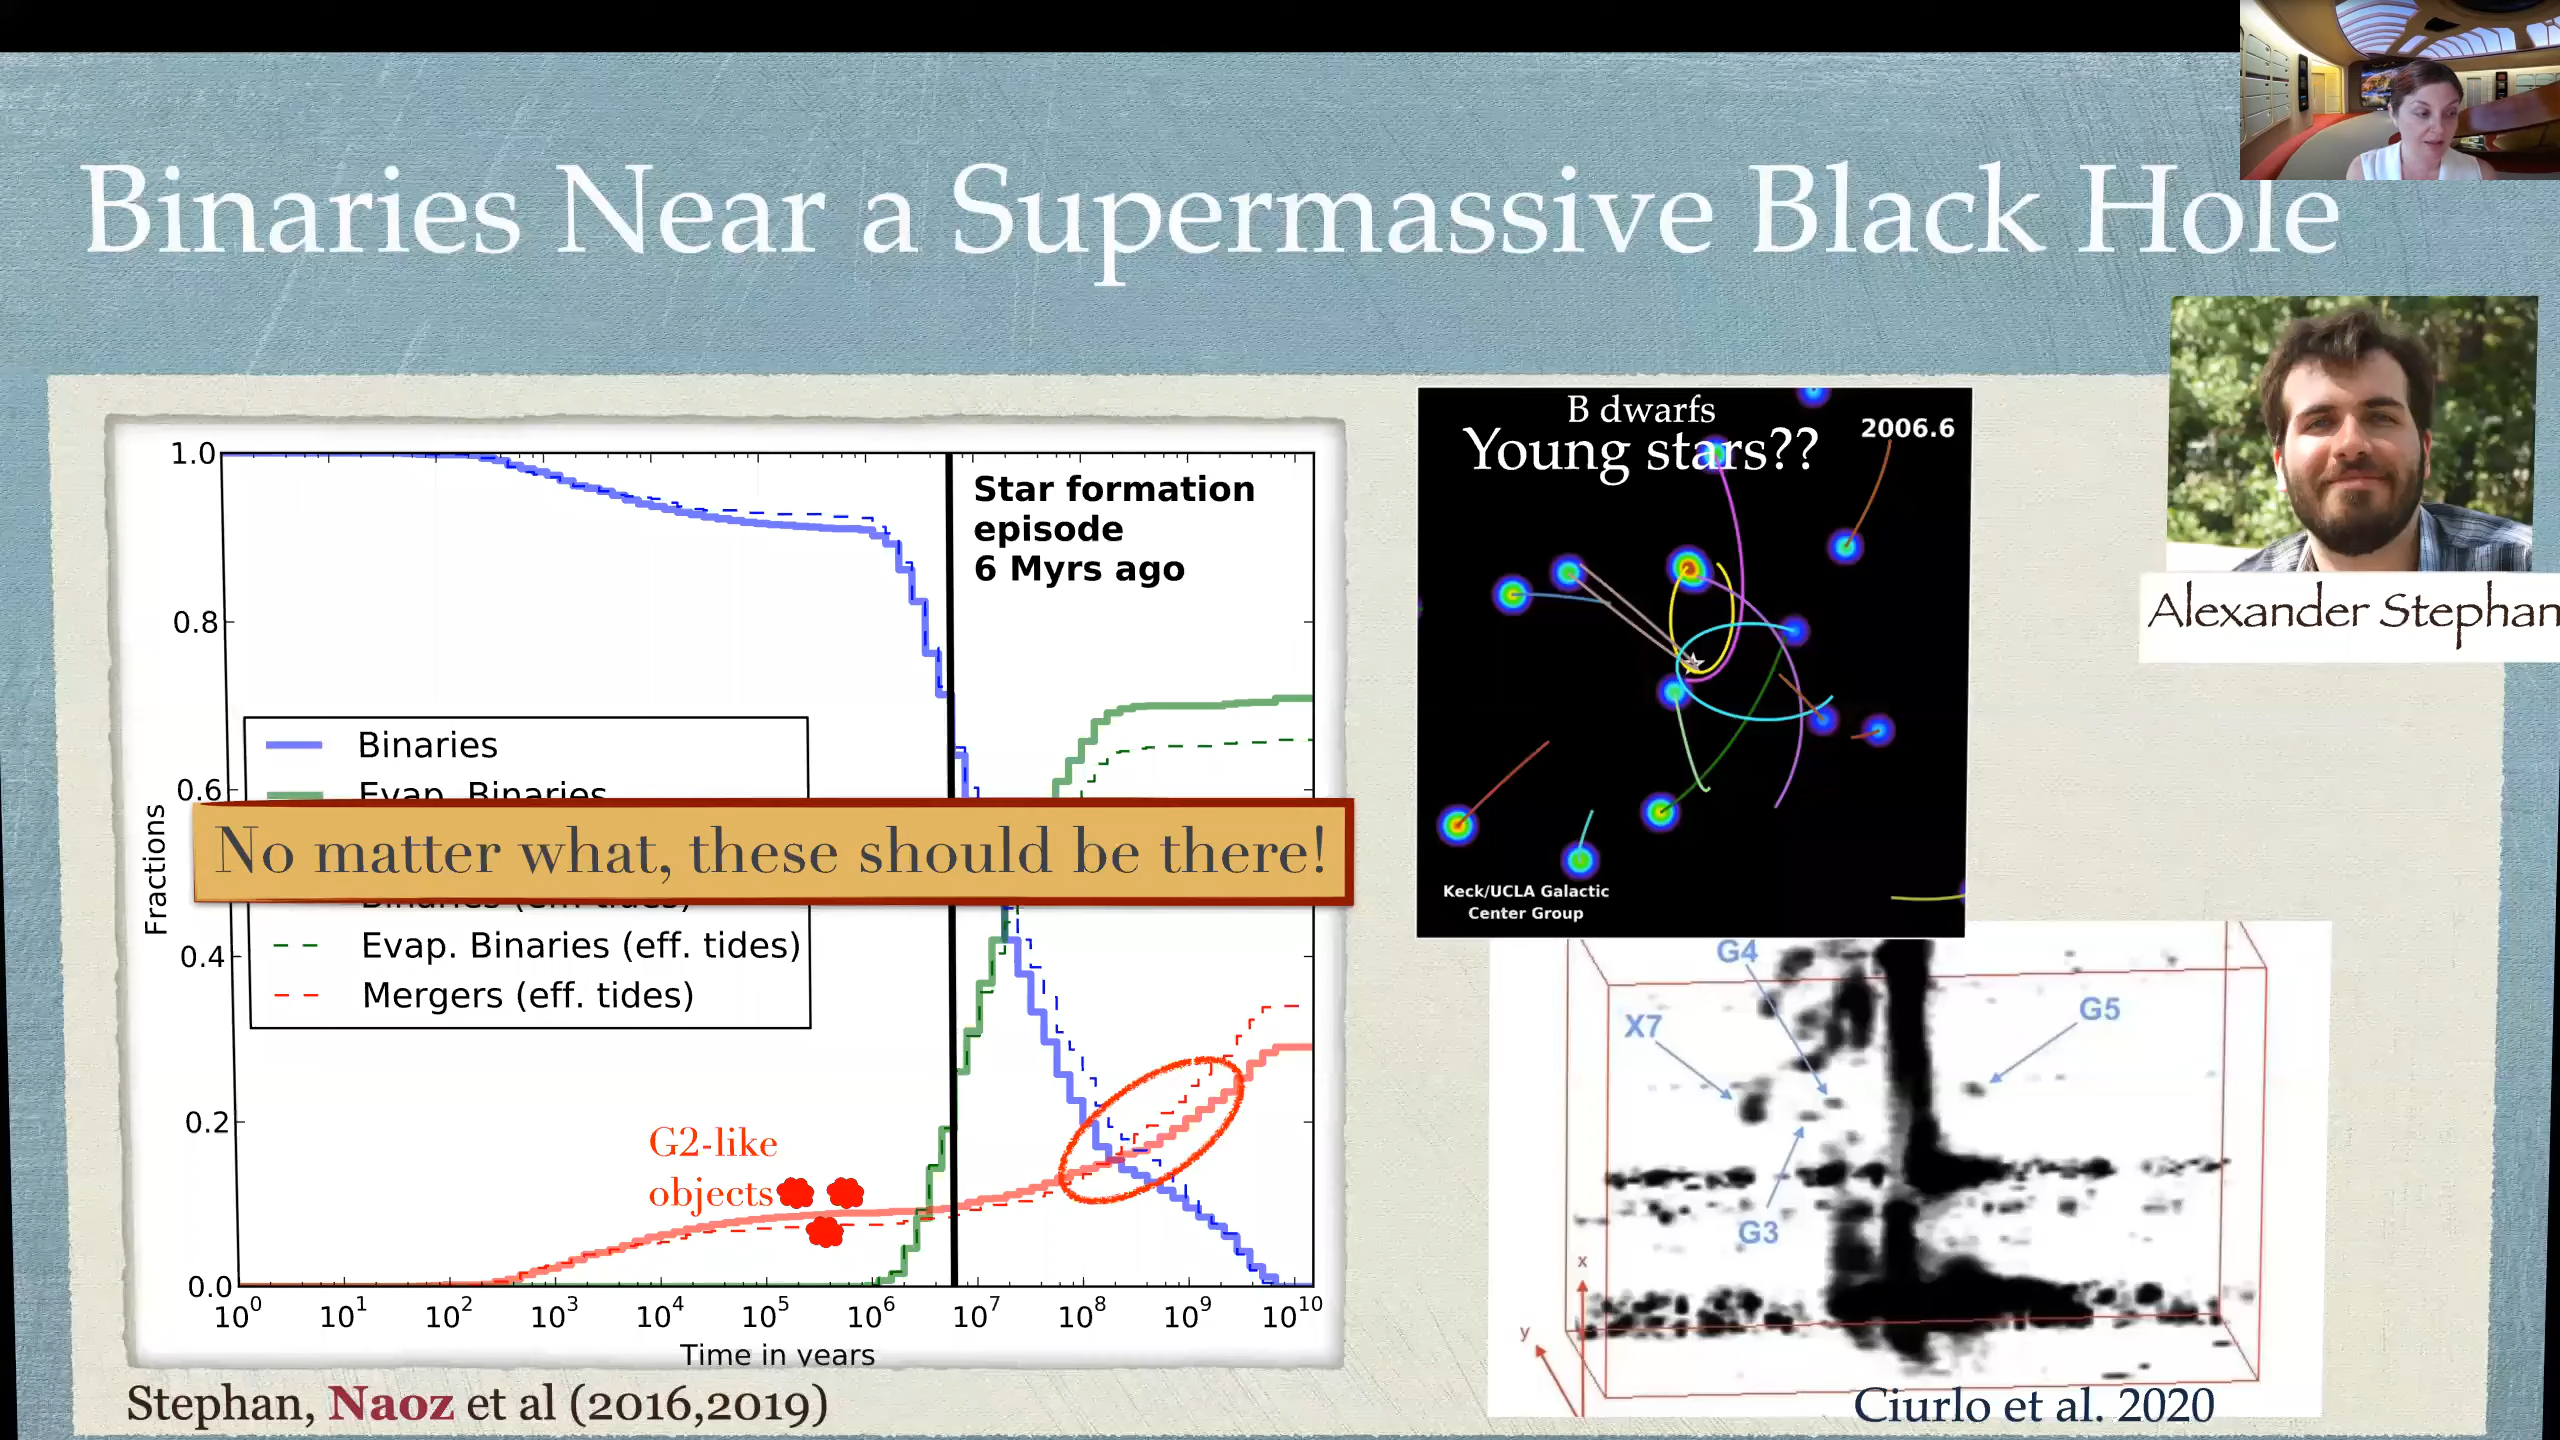 Binaries Near a Supermassive Black Hole
Alexander Stephan
1.0
0.8
0.6
0.4
0.2
0.0
Fractions
Star formation
episode
6 Myrs ago
Binaries
Evap. Binaries
No matter what, these should be there!
Binaries (eff. tides)
Evap. Binaries (eff. tides)
Mergers (eff. tides)
G2-like
objects
10⁰ 10¹ 10² 10³ 10⁴ 10⁵ 10⁶ 10⁷ 10⁸ 10⁹ 10¹⁰
Time in years
Stephan, Naoz et al (2016,2019)
B dwarfs
Young stars??
2006.6
Keck/UCLA Galactic
Center Group
G4
X7
G5
G3
x
y
Ciurlo et al. 2020